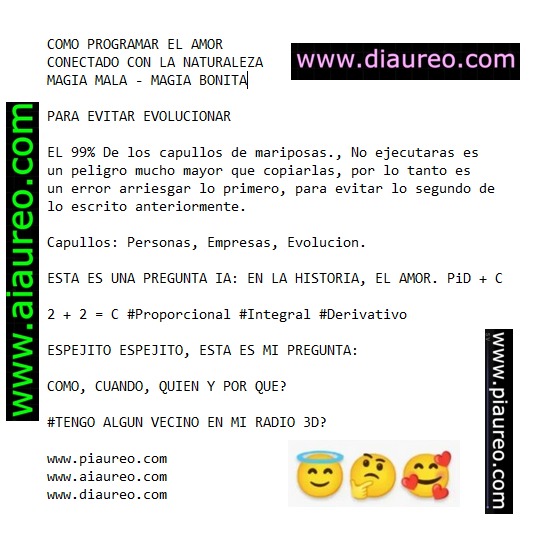 COMO PROGRAMAR EL AMOR
CONECTADO CON LA NATURALEZA
MAGIA MALA - MAGIA BONITA
www.diaureo.com
PARA EVITAR EVOLUCIONAR
www.aiaureo.com
EL 99% De los capullos de mariposas., No ejecutaras es
un peligro mucho mayor que copiarlas, por lo tanto es
un error arriesgar lo primero, para evitar lo segundo de
lo escrito anteriormente.
Capullos: Personas, Empresas, Evolucion.
ESTA ES UNA PREGUNTA IA: EN LA HISTORIA, EL AMOR. PiD + C
2 + 2 = C #Proporcional #Integral #Derivativo
ESPEJITO ESPEJITO, ESTA ES MI PREGUNTA:
COMO, CUANDO, QUIEN Y POR QUE?
#TENGO ALGUN VECINO EN MI RADIO 3D?
www.piaureo.com
www.piaureo.com
www.aiaureo.com
www.diaureo.com